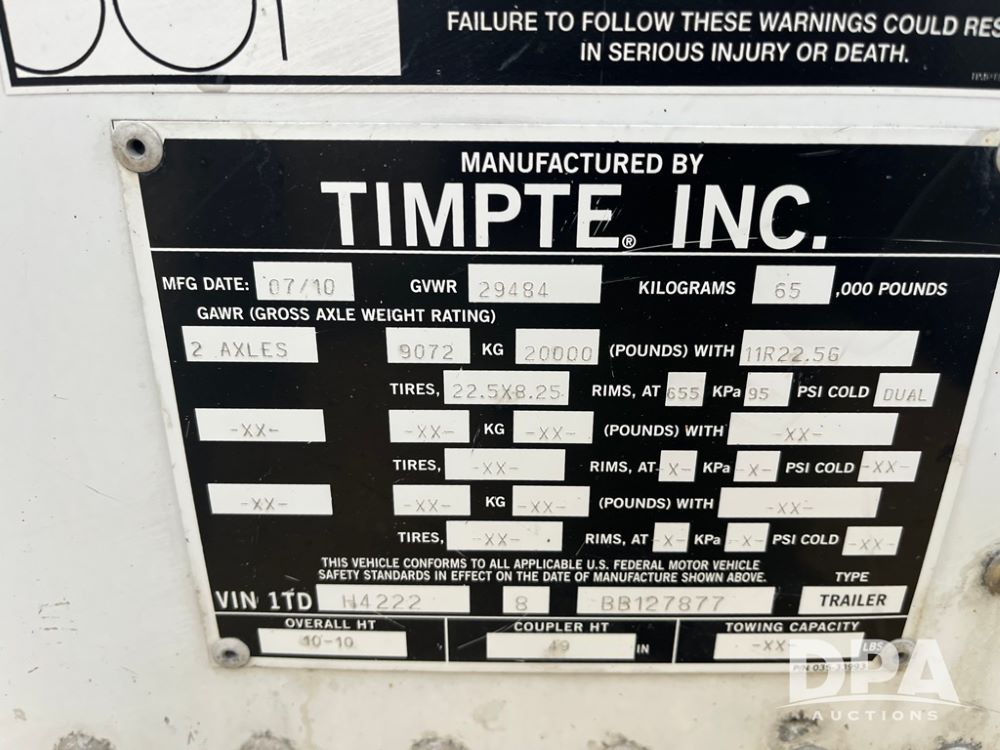 FAILURE TO FOLLOW THESE WARNINGS COULD RES
IN SERIOUS INJURY OR DEATH.
MANUFACTURED BY
TIMPTE® INC.
MFG DATE: 07/10 GVWR 29484 KILOGRAMS 65 ,000 POUNDS
GAWR (GROSS AXLE WEIGHT RATING)
2 AXLES 9072 KG 20000 (POUNDS) WITH 11R22.5G
TIRES, 22.5X8.25 RIMS, AT 655 KPa 95 PSI COLD DUAL
-XX- -XX- KG -XX- (POUNDS) WITH -XX-
TIRES, -XX- RIMS, AT -X- KPa -X- PSI COLD -XX-
-XX- -XX- KG -XX- (POUNDS) WITH -XX-
TIRES, -XX- RIMS, AT -X- KPa -X- PSI COLD -XX-
THIS VEHICLE CONFORMS TO ALL APPLICABLE U.S. FEDERAL MOTOR VEHICLE
SAFETY STANDARDS IN EFFECT ON THE DATE OF MANUFACTURE SHOWN ABOVE.
TYPE
VIN 1TD H4222 8 BB127877 TRAILER
OVERALL HT COUPLER HT TOWING CAPACITY
10-10 49 IN -XX- LBS
P/N 035-33993
DPA
AUCTIONS